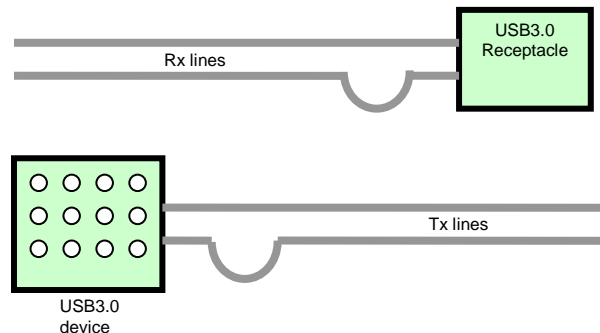 USB3.0
Receptacle
Rx lines
Tx lines
USB3.0
device